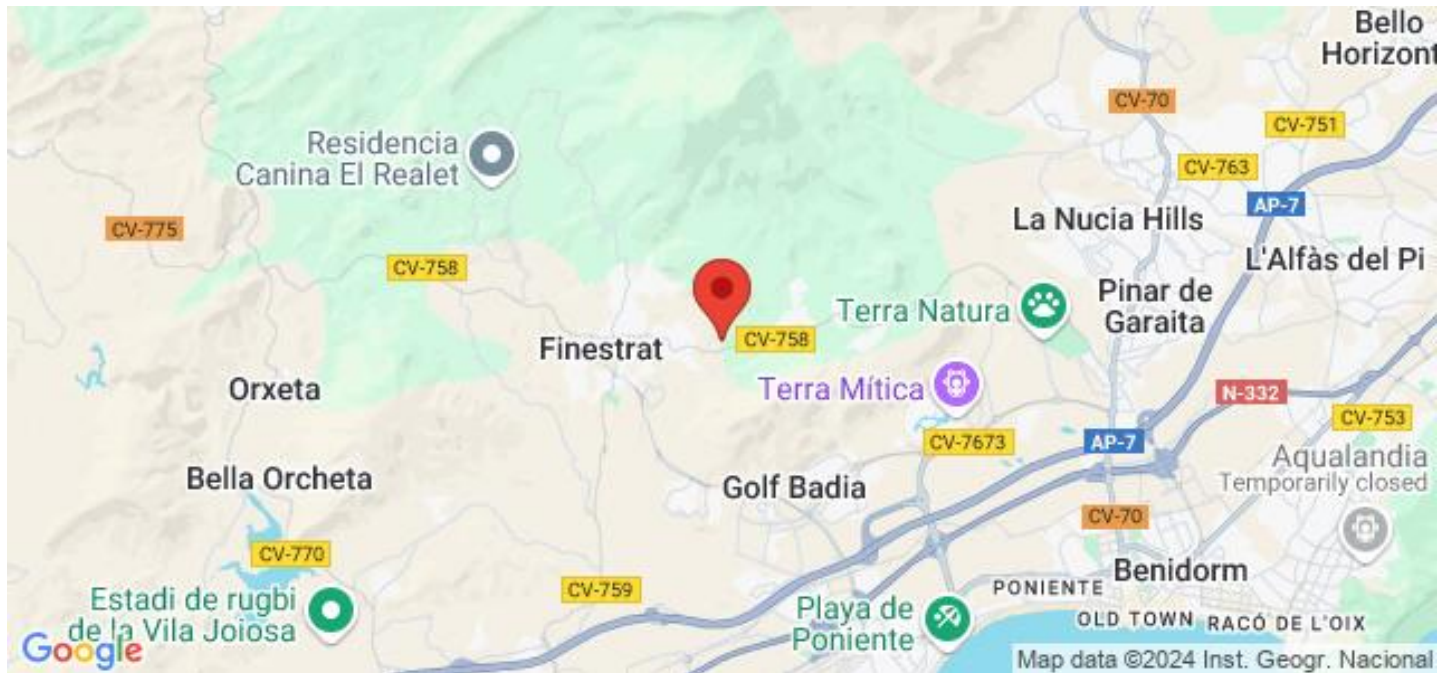 Bello
Horizont
CV-70
CV-751
Residencia
Canina El Realet
CV-763
AP-7
La Nucia Hills
CV-775
L'Alfàs del Pi
CV-758
Pinar de
Garaita
Terra Natura
CV-758
Finestrat
Orxeta
Terra Mítica
N-332
CV-753
CV-7673
AP-7
Aqualandia
Temporarily closed
Bella Orcheta
Golf Badia
CV-70
CV-770
Benidorm
CV-759
PONIENTE
Estadi de rugbi
de la Vila Joiosa
Playa de
Poniente
OLD TOWN
RACÓ DE L'OIX
Google
Map data ©2024 Inst. Geogr. Nacional